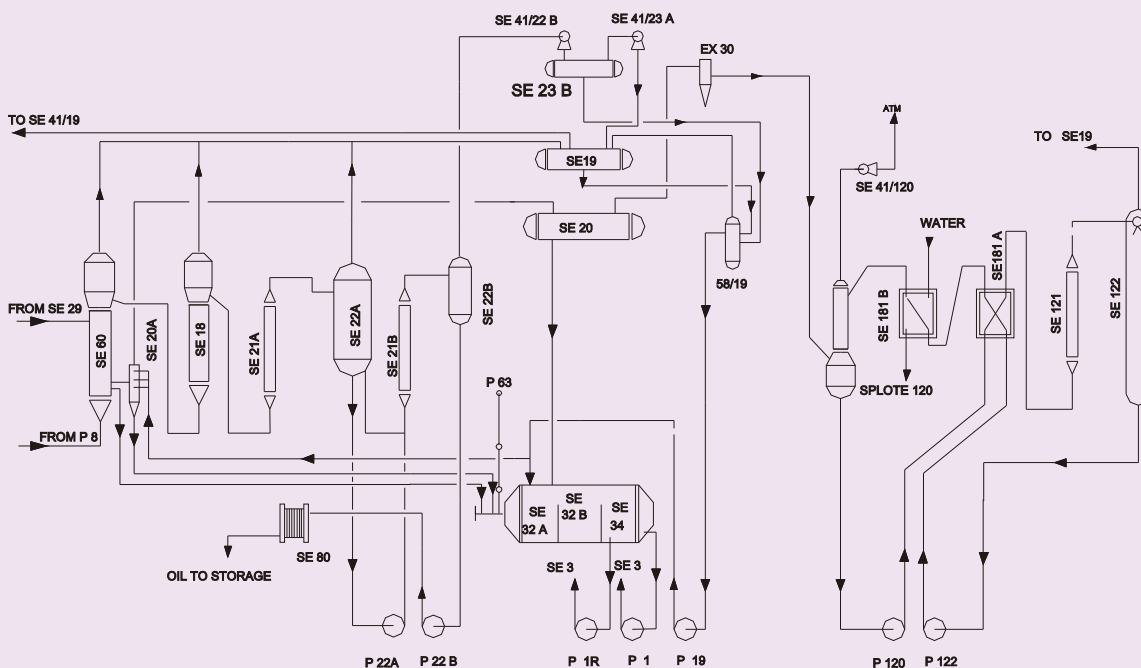 SE 41/22 B
SE 41/23 A
EX 30
SE 23 B
TO SE 41/19
ATM
TO SE19
SE19
SE 41/120
SE 20
WATER
58/19
FROM SE 29
SE 60
SE 20A
SE 18
SE 21A
SE 22A
SE 21B
SE 22B
SE 181 B
SE181 A
SE 121
SE 122
P 63
SPLOTE 120
FROM P 8
SE
32 A
SE
32 B
SE
34
SE 80
OIL TO STORAGE
SE 3
SE 3
P 22A
P 22 B
P 1R
P 1
P 19
P 120
P 122